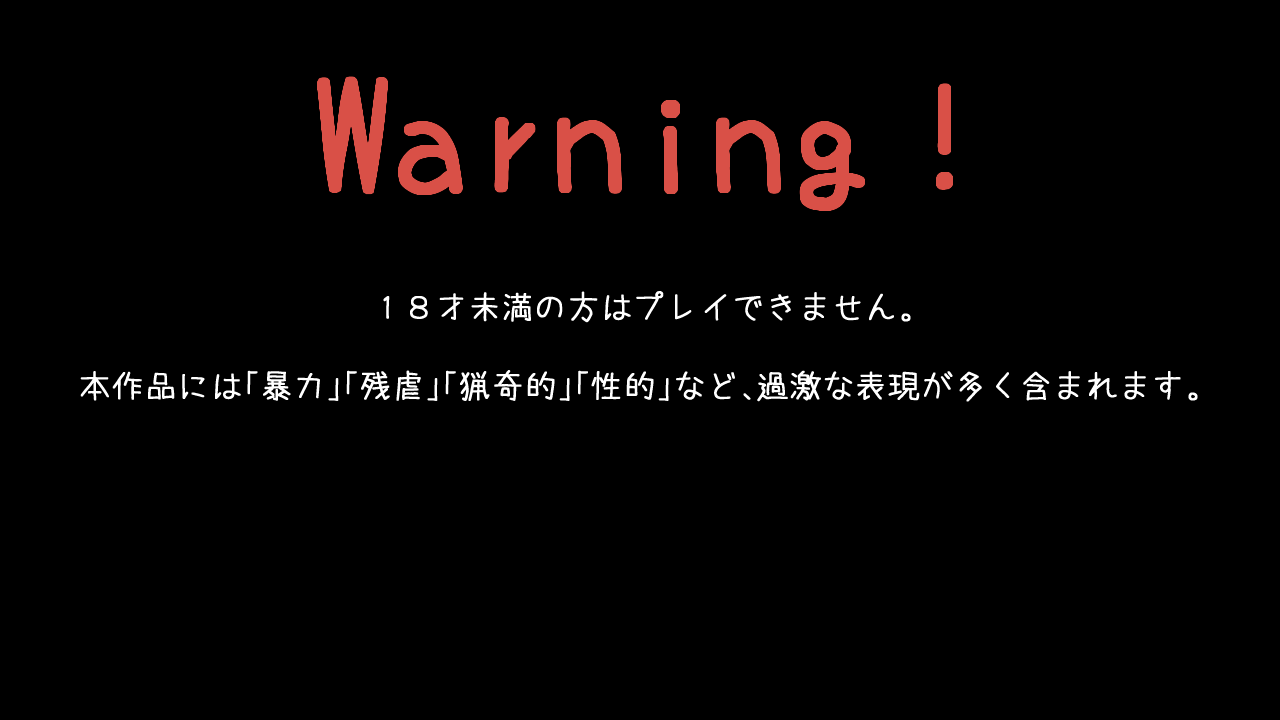 Warning！
１８才未満の方はプレイできません。
本作品には｢暴力｣｢残虐｣｢猟奇的｣｢性的｣など､過激な表現が多く含まれます。